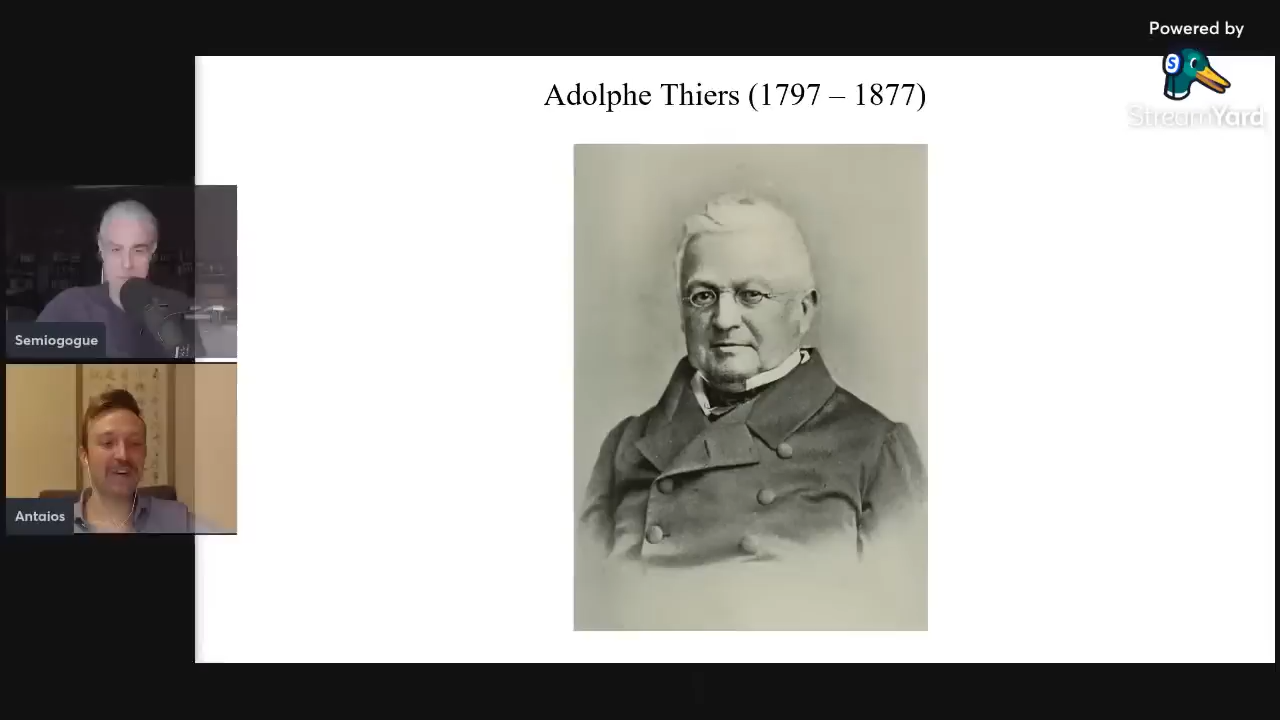 Powered by
S
StreamYard
Adolphe Thiers (1797 – 1877)
Semiogogue
Antaios